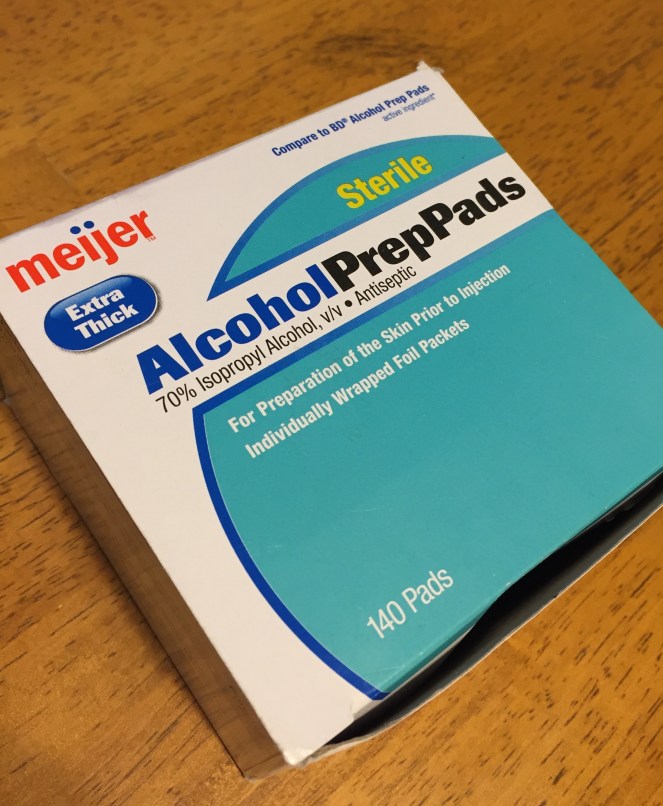 Compare to BD® Alcohol Prep Pads
active ingredient*
Sterile
meijer™
Extra
Thick
AlcoholPrepPads
70% Isopropyl Alcohol, v/v • Antiseptic
For Preparation of the Skin Prior to Injection
Individually Wrapped Foil Packets
140 Pads